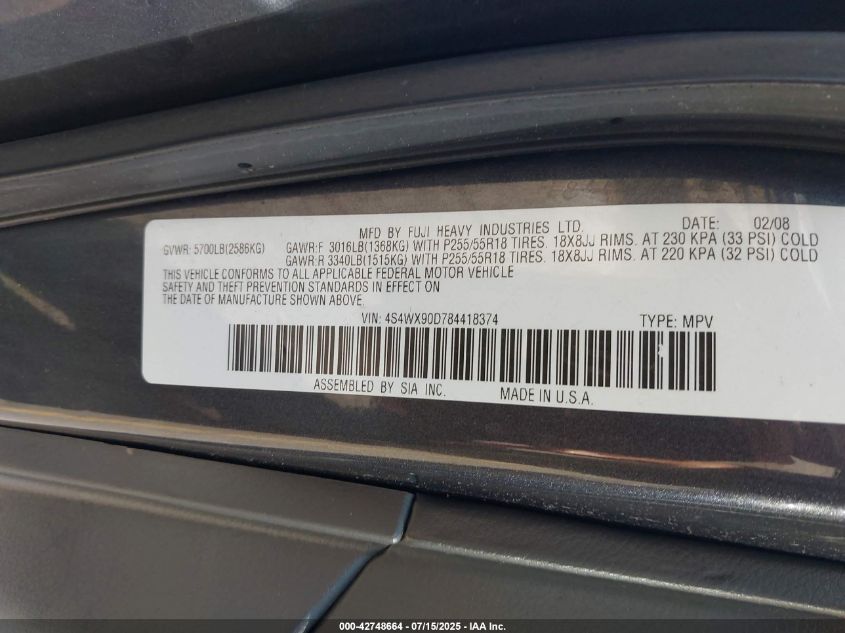 MFD BY FUJI HEAVY INDUSTRIES LTD. DATE: 02/08
GVWR: 5700LB(2586KG) GAWR:F 3016LB(1368KG) WITH P255/55R18 TIRES. 18X8JJ RIMS. AT 230 KPA (33 PSI) COLD
GAWR:R 3340LB(1515KG) WITH P255/55R18 TIRES. 18X8JJ RIMS. AT 220 KPA (32 PSI) COLD
THIS VEHICLE CONFORMS TO ALL APPLICABLE FEDERAL MOTOR VEHICLE
SAFETY AND THEFT PREVENTION STANDARDS IN EFFECT ON
THE DATE OF MANUFACTURE SHOWN ABOVE.
VIN: 4S4WX90D784418374 TYPE: MPV
ASSEMBLED BY SIA INC. MADE IN U.S.A.
000-42748664 / 07/15/2025 - IAA Inc.